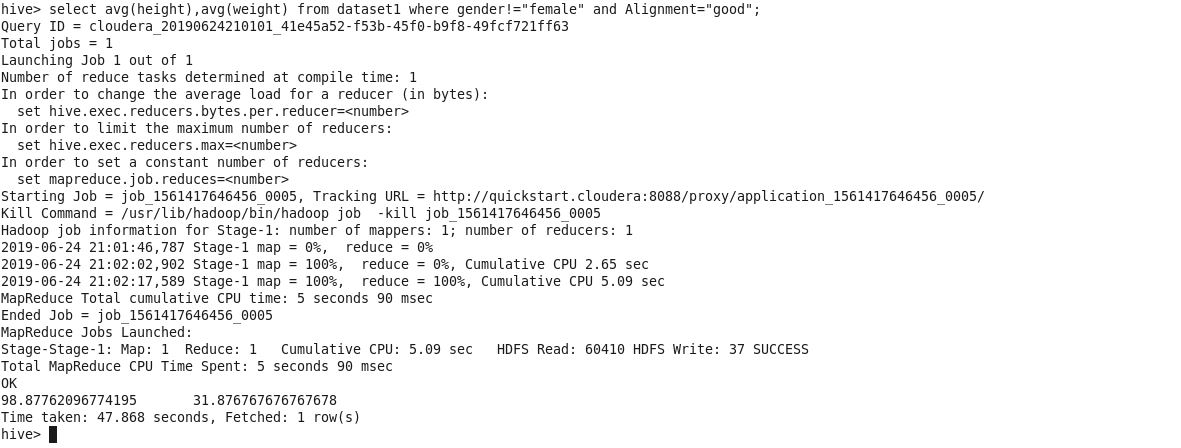 hive> select avg(height),avg(weight) from dataset1 where gender!="female" and Alignment="good";
Query ID = cloudera_20190624210101_41e45a52-f53b-45f0-b9f8-49fcf721ff63
Total jobs = 1
Launching Job 1 out of 1
Number of reduce tasks determined at compile time: 1
In order to change the average load for a reducer (in bytes):
  set hive.exec.reducers.bytes.per.reducer=<number>
In order to limit the maximum number of reducers:
  set hive.exec.reducers.max=<number>
In order to set a constant number of reducers:
  set mapreduce.job.reduces=<number>
Starting Job = job_1561417646456_0005, Tracking URL = http://quickstart.cloudera:8088/proxy/application_1561417646456_0005/
Kill Command = /usr/lib/hadoop/bin/hadoop job  -kill job_1561417646456_0005
Hadoop job information for Stage-1: number of mappers: 1; number of reducers: 1
2019-06-24 21:01:46,787 Stage-1 map = 0%,  reduce = 0%
2019-06-24 21:02:02,902 Stage-1 map = 100%,  reduce = 0%, Cumulative CPU 2.65 sec
2019-06-24 21:02:17,589 Stage-1 map = 100%,  reduce = 100%, Cumulative CPU 5.09 sec
MapReduce Total cumulative CPU time: 5 seconds 90 msec
Ended Job = job_1561417646456_0005
MapReduce Jobs Launched:
Stage-Stage-1: Map: 1  Reduce: 1   Cumulative CPU: 5.09 sec   HDFS Read: 60410 HDFS Write: 37 SUCCESS
Total MapReduce CPU Time Spent: 5 seconds 90 msec
OK
98.87762096774195       31.876767676767678
Time taken: 47.868 seconds, Fetched: 1 row(s)
hive>